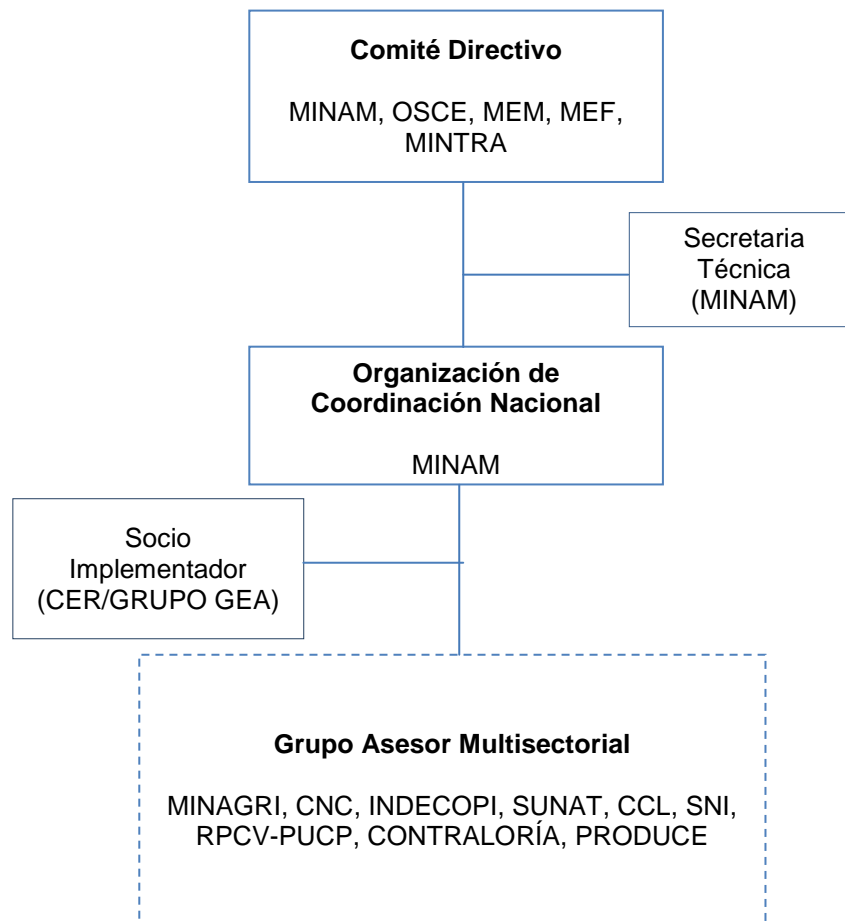 Comité Directivo
MINAM, OSCE, MEM, MEF,
MINTRA
Secretaria
Técnica
(MINAM)
Organización de
Coordinación Nacional
MINAM
Socio
Implementador
(CER/GRUPO GEA)
Grupo Asesor Multisectorial
MINAGRI, CNC, INDECOPI, SUNAT, CCL, SNI,
RPCV-PUCP, CONTRALORÍA, PRODUCE